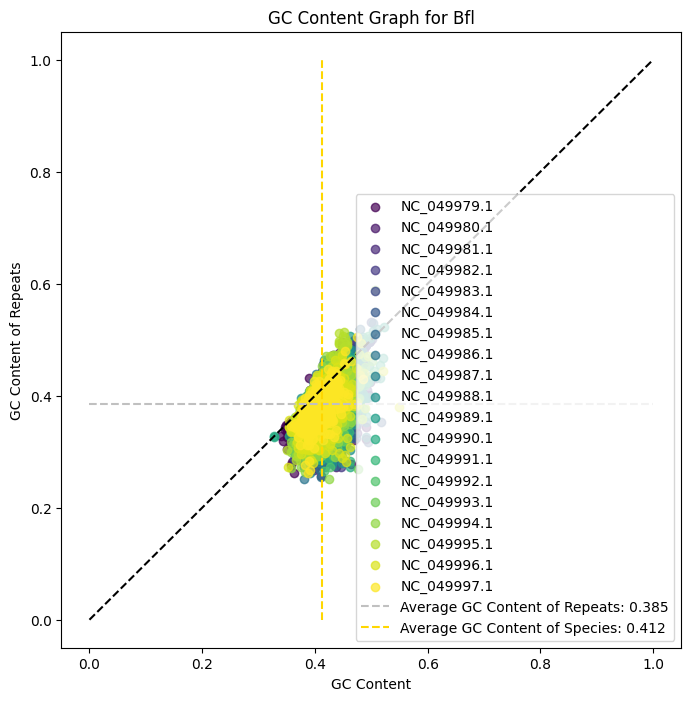 GC Content Graph for Bfl
1.0
0.8
0.6
0.4
0.2
0.0
GC Content of Repeats
NC_049979.1
NC_049980.1
NC_049981.1
NC_049982.1
NC_049983.1
NC_049984.1
NC_049985.1
NC_049986.1
NC_049987.1
NC_049988.1
NC_049989.1
NC_049990.1
NC_049991.1
NC_049992.1
NC_049993.1
NC_049994.1
NC_049995.1
NC_049996.1
NC_049997.1
Average GC Content of Repeats: 0.385
Average GC Content of Species: 0.412
0.0 0.2 0.4 0.6 0.8 1.0
GC Content